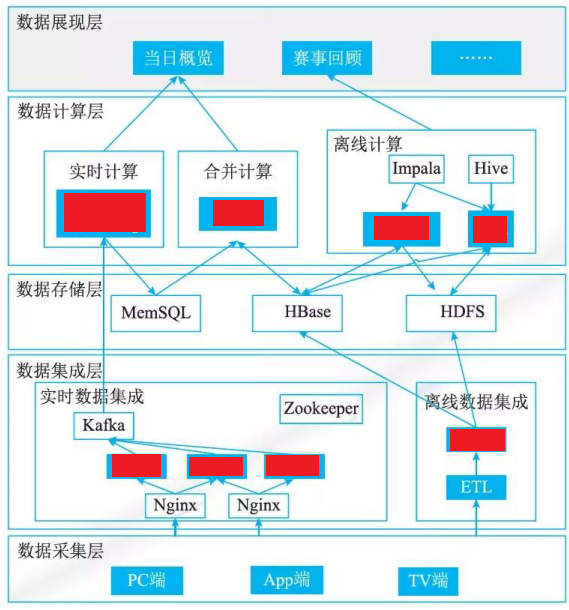 数据展现层
当日概览
赛事回顾
……
数据计算层
实时计算
合并计算
离线计算
Impala
Hive
数据存储层
MemSQL
HBase
HDFS
数据集成层
实时数据集成
Zookeeper
离线数据集成
Kafka
ETL
Nginx
Nginx
数据采集层
PC端
App端
TV端